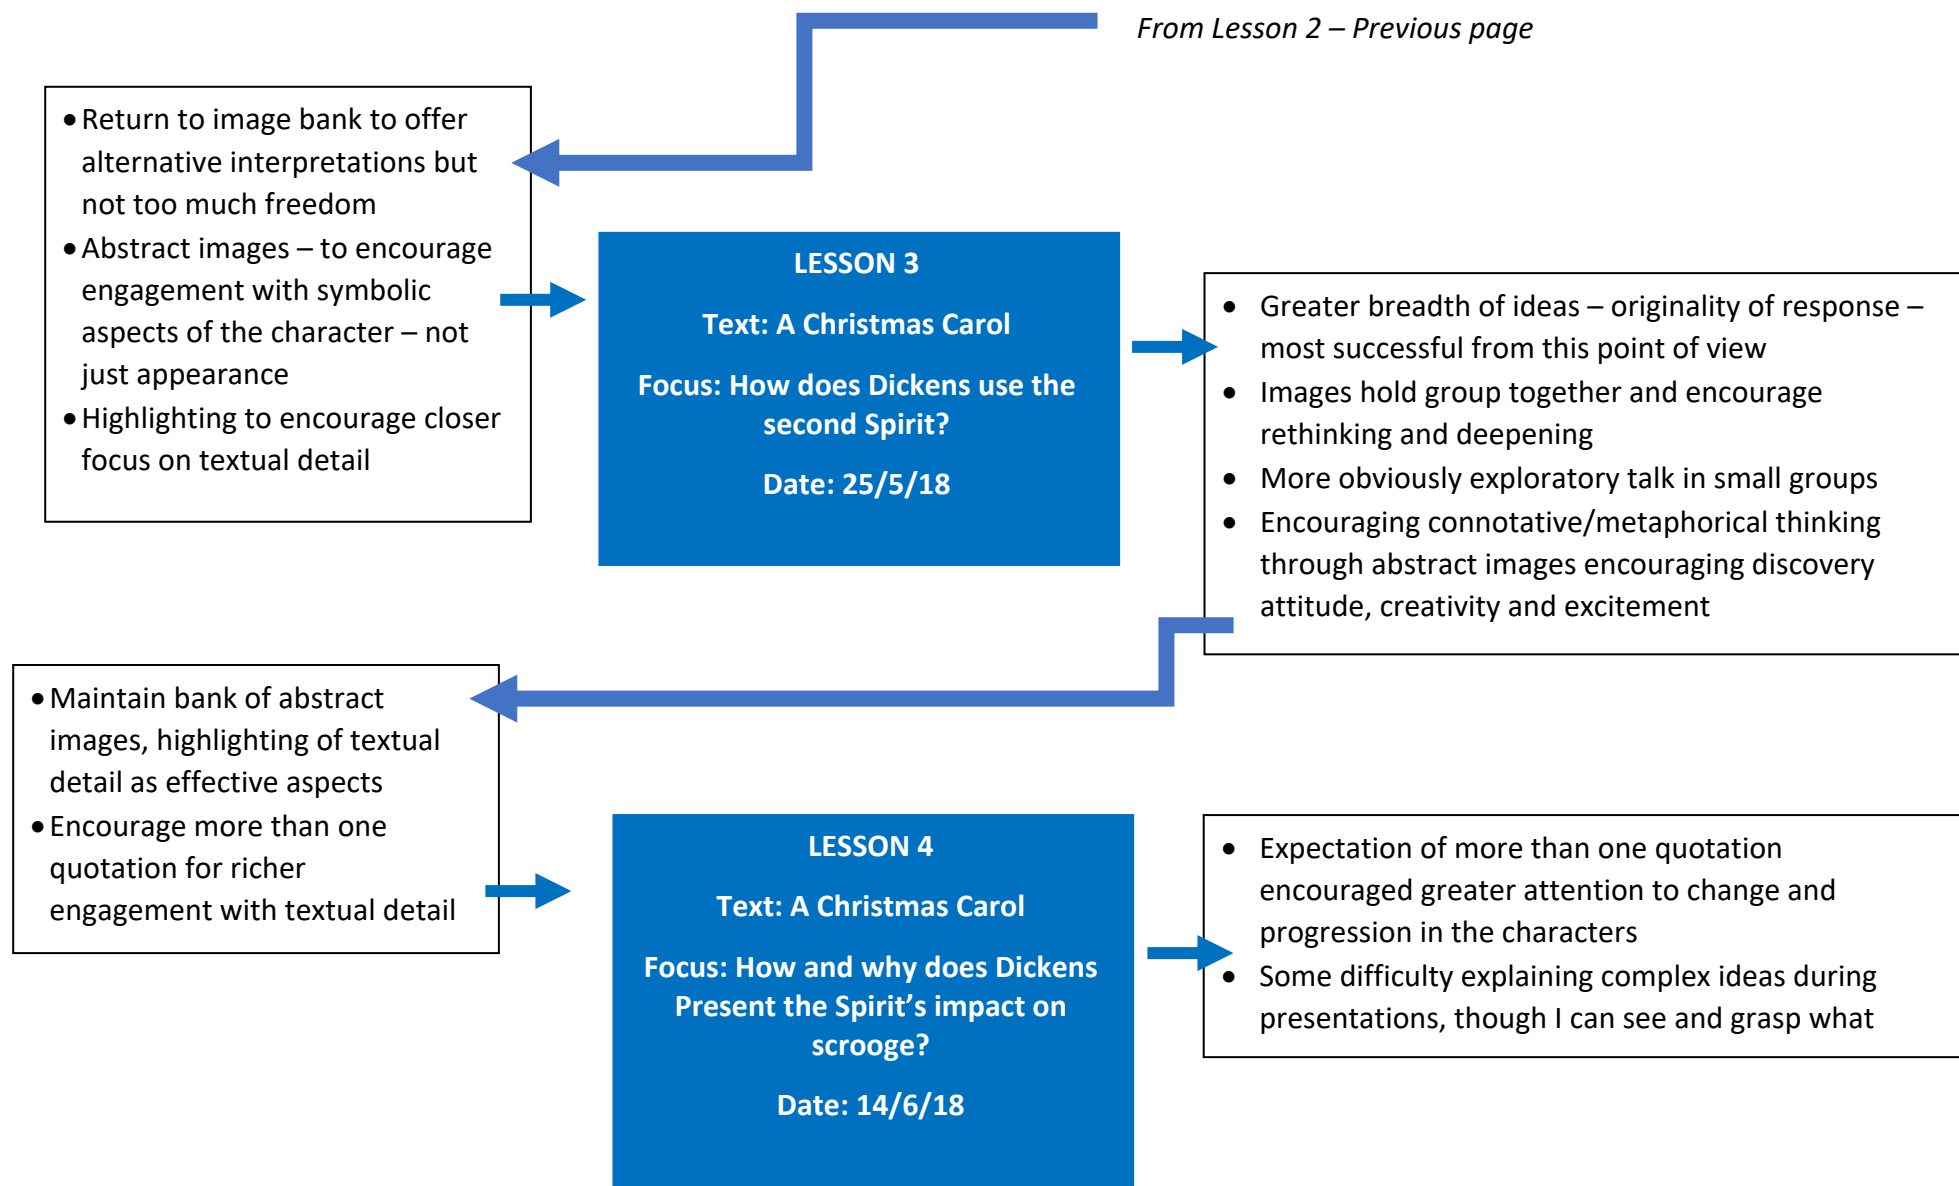 From Lesson 2 – Previous page
• Return to image bank to offer
alternative interpretations but
not too much freedom
• Abstract images – to encourage
engagement with symbolic
aspects of the character – not
just appearance
• Highlighting to encourage closer
focus on textual detail
LESSON 3
Text: A Christmas Carol
Focus: How does Dickens use the
second Spirit?
Date: 25/5/18
• Greater breadth of ideas – originality of response –
most successful from this point of view
• Images hold group together and encourage
rethinking and deepening
• More obviously exploratory talk in small groups
• Encouraging connotative/metaphorical thinking
through abstract images encouraging discovery
attitude, creativity and excitement
• Maintain bank of abstract
images, highlighting of textual
detail as effective aspects
• Encourage more than one
quotation for richer
engagement with textual detail
LESSON 4
Text: A Christmas Carol
Focus: How and why does Dickens
Present the Spirit’s impact on
scrooge?
Date: 14/6/18
• Expectation of more than one quotation
encouraged greater attention to change and
progression in the characters
• Some difficulty explaining complex ideas during
presentations, though I can see and grasp what